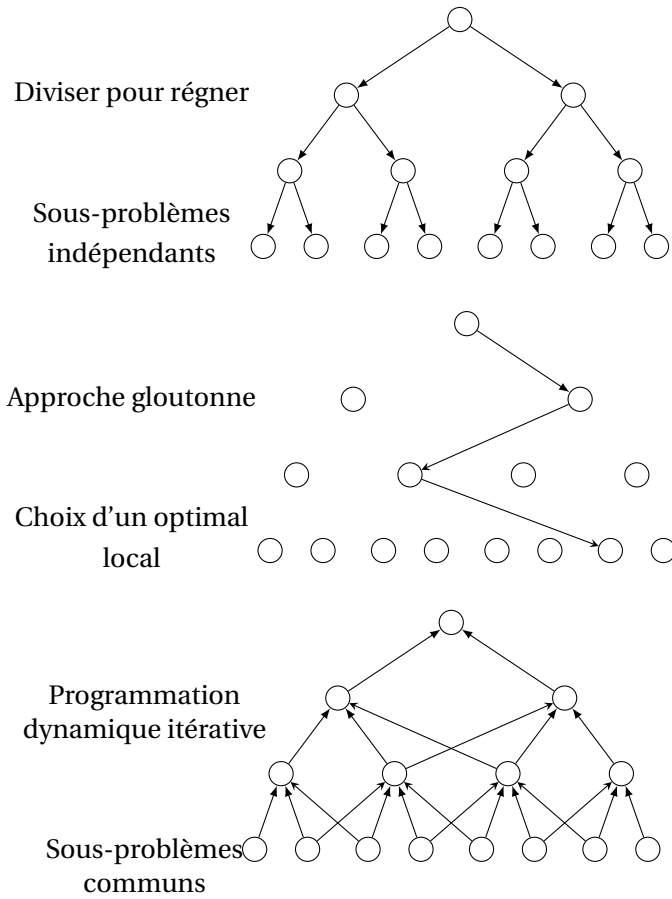 Diviser pour régner
Sous-problèmes
indépendants
Approche gloutonne
Choix d'un optimal
local
Programmation
dynamique itérative
Sous-problèmes
communs